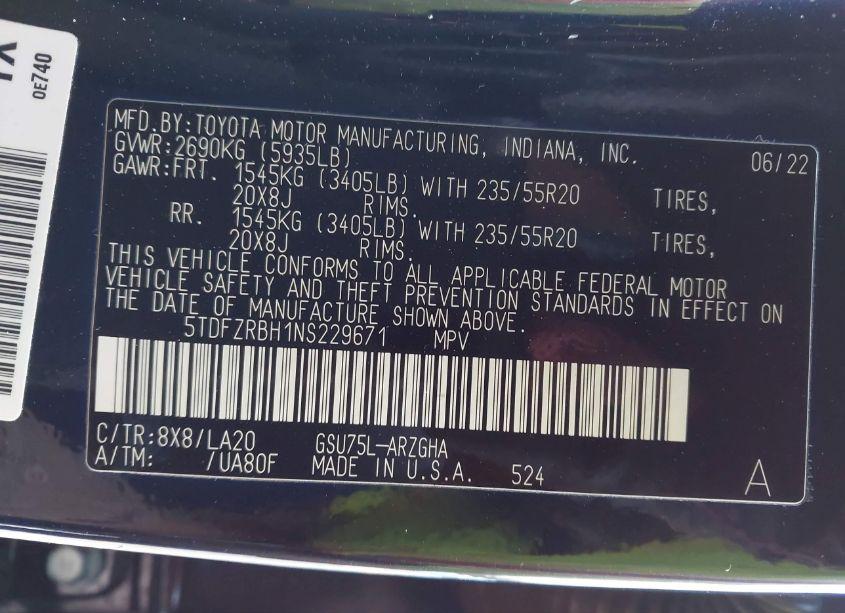 0E740
MFD.BY:TOYOTA MOTOR MANUFACTURING, INDIANA, INC. 06/22
GVWR:2690KG (5935LB)
GAWR:FRT. 1545KG (3405LB) WITH 235/55R20 TIRES,
20X8J RIMS.
RR. 1545KG (3405LB) WITH 235/55R20 TIRES,
20X8J RIMS.
THIS VEHICLE CONFORMS TO ALL APPLICABLE FEDERAL MOTOR
VEHICLE SAFETY AND THEFT PREVENTION STANDARDS IN EFFECT ON
THE DATE OF MANUFACTURE SHOWN ABOVE.
5TDFZRBH1NS229671 MPV
C/TR:8X8/LA20 GSU75L-ARZGHA
A/TM: /UA80F MADE IN U.S.A. 524 A